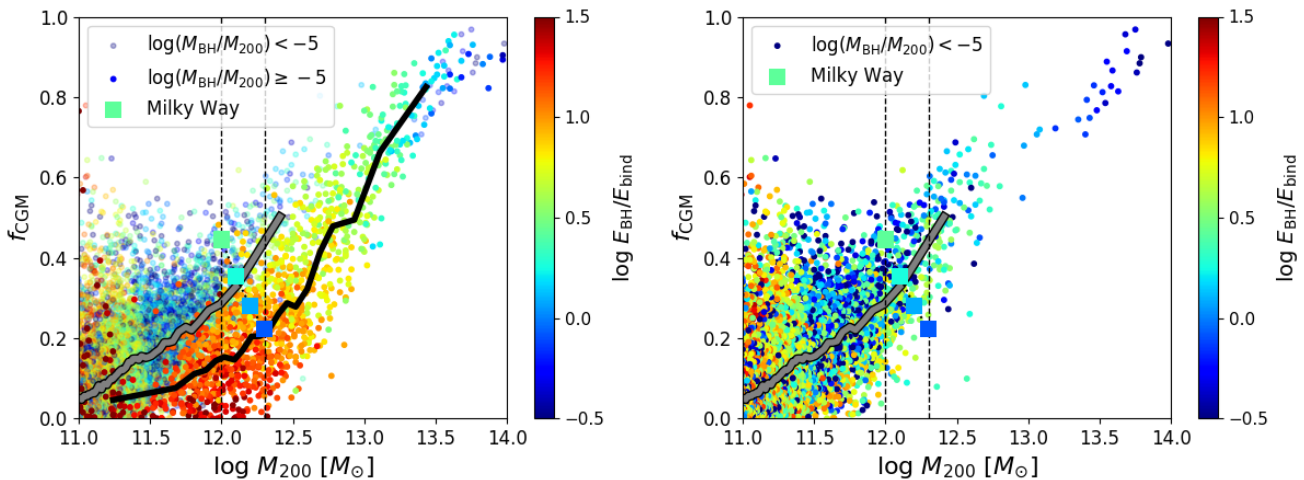 log(M_BH/M_200) < −5
log(M_BH/M_200) ≥ −5
Milky Way
f_CGM
1.0
0.8
0.6
0.4
0.2
0.0
11.0 11.5 12.0 12.5 13.0 13.5 14.0
log M_200 [M_⊙]
1.5
1.0
0.5
0.0
−0.5
log E_BH/E_bind
log(M_BH/M_200) < −5
Milky Way
f_CGM
1.0
0.8
0.6
0.4
0.2
0.0
11.0 11.5 12.0 12.5 13.0 13.5 14.0
log M_200 [M_⊙]
1.5
1.0
0.5
0.0
−0.5
log E_BH/E_bind